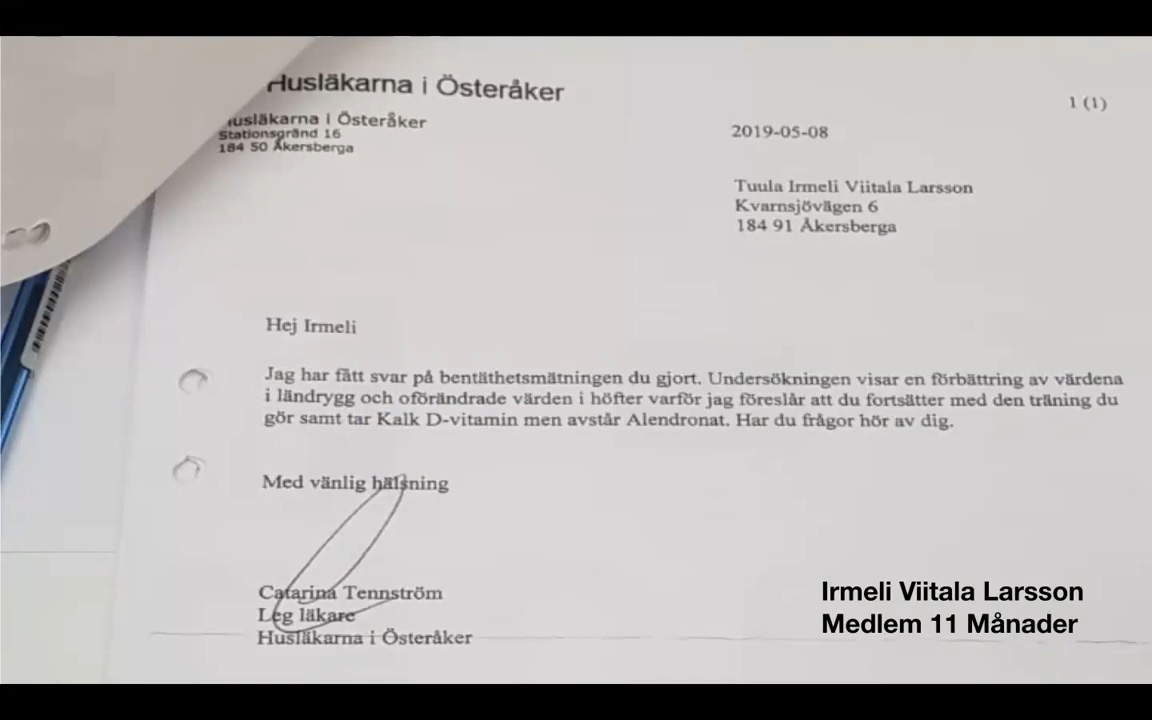 Husläkarna i Österåker
1 (1)
Husläkarna i Österåker
Stationsgränd 16
184 50 Åkersberga
2019-05-08
Tuula Irmeli Viitala Larsson
Kvarnsjövägen 6
184 91 Åkersberga
Hej Irmeli
Jag har fått svar på bentäthetsmätningen du gjort. Undersökningen visar en förbättring av värdena
i ländrygg och oförändrade värden i höfter varför jag föreslår att du fortsätter med den träning du
gör samt tar Kalk D-vitamin men avstår Alendronat. Har du frågor hör av dig.
Med vänlig hälsning
Catarina Tennström
Leg läkare
Husläkarna i Österåker
Irmeli Viitala Larsson
Medlem 11 Månader